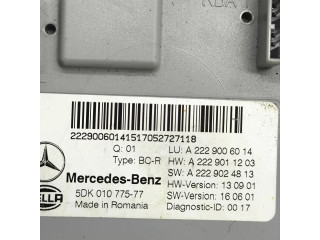 22290060141517052727118
Q: 01 LU: A 222 900 60 14
Type: BC-R HW: A 222 901 12 03
Mercedes-Benz SW: A 222 902 48 13
5DK 010 775-77 HW-Version: 13 09 01
Made in Romania SW-Version: 16 06 01
Diagnostic-ID: 00 17